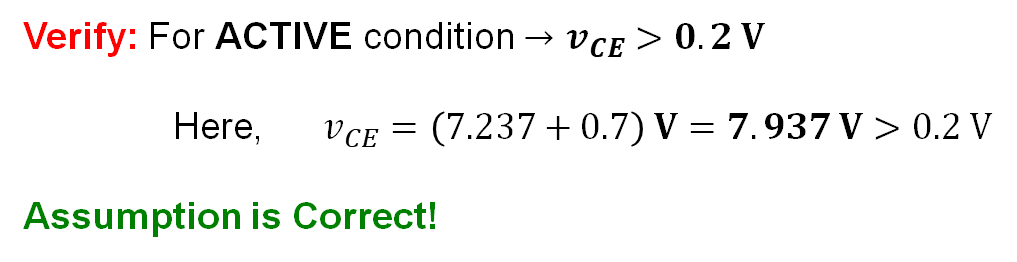 Verify: For ACTIVE condition → v_CE > 0.2 V
Here, v_CE = (7.237 + 0.7) V = 7.937 V > 0.2 V
Assumption is Correct!